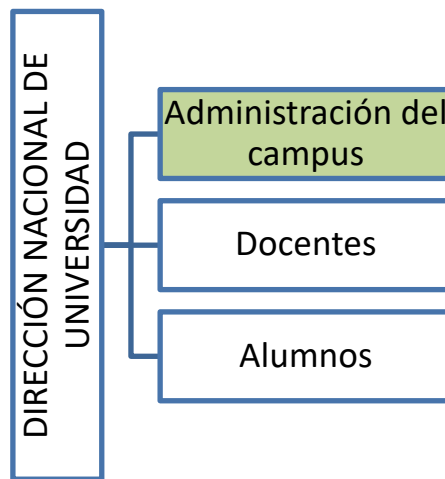 DIRECCIÓN NACIONAL DE
UNIVERSIDAD
Administración del
campus
Docentes
Alumnos